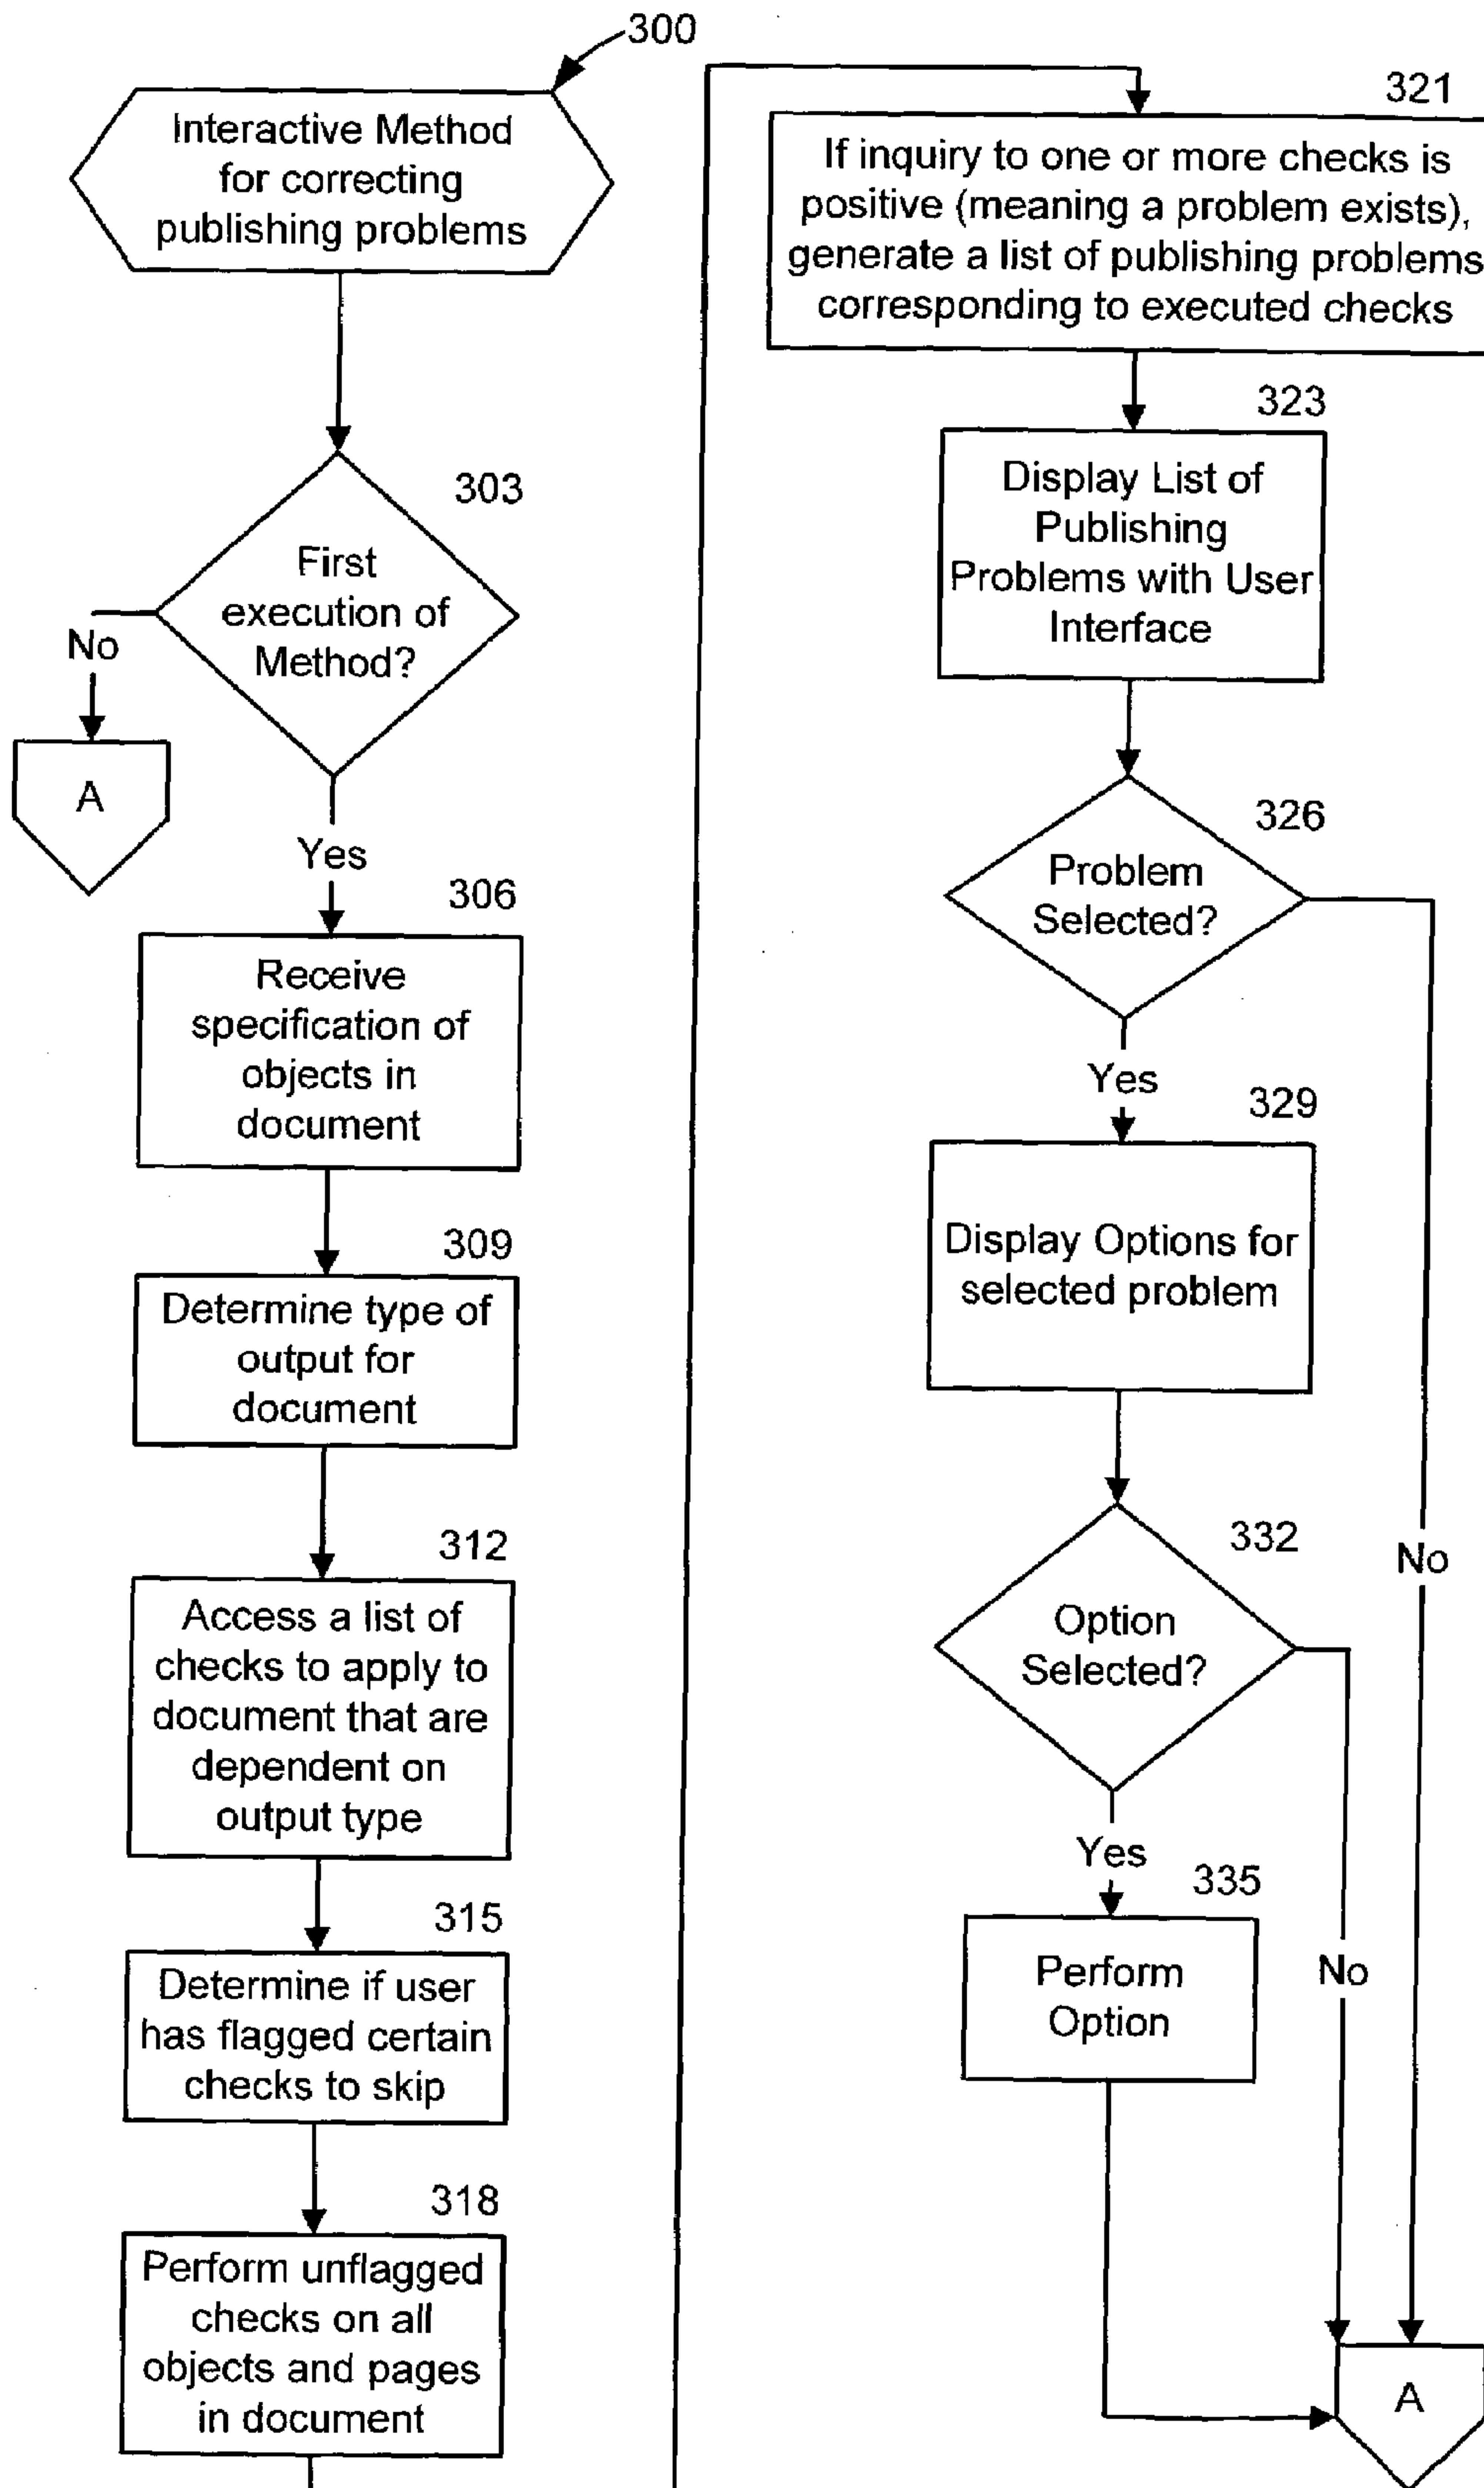 300
Interactive Method
for correcting
publishing problems
303
First
execution of
Method?
No
A
Yes
306
Receive
specification of
objects in
document
309
Determine type of
output for
document
312
Access a list of
checks to apply to
document that are
dependent on
output type
315
Determine if user
has flagged certain
checks to skip
318
Perform unflagged
checks on all
objects and pages
in document
321
If inquiry to one or more checks is
positive (meaning a problem exists),
generate a list of publishing problems
corresponding to executed checks
323
Display List of
Publishing
Problems with User
Interface
326
Problem
Selected?
Yes
329
Display Options for
selected problem
332
Option
Selected?
No
Yes
335
Perform
Option
No
A